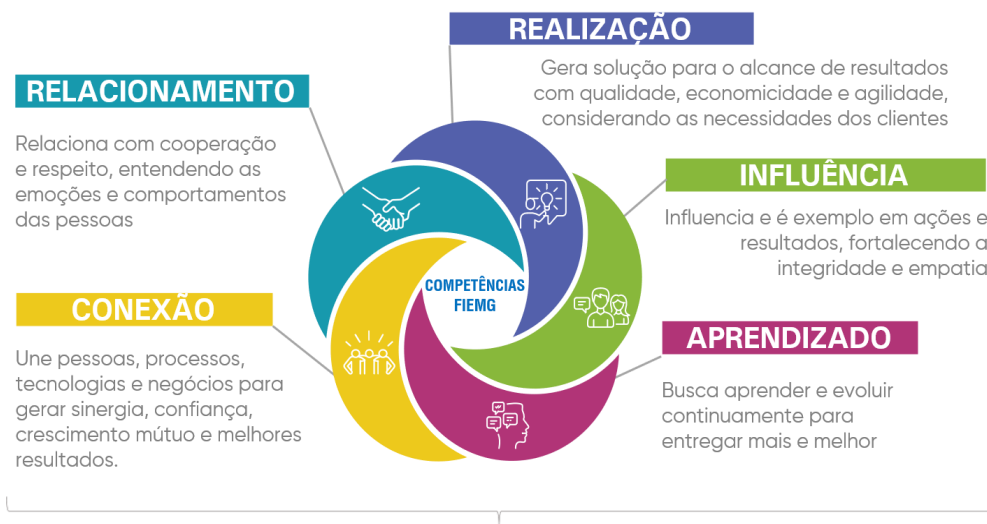 REALIZAÇÃO
Gera solução para o alcance de resultados
com qualidade, economicidade e agilidade,
considerando as necessidades dos clientes
RELACIONAMENTO
Relaciona com cooperação
e respeito, entendendo as
emoções e comportamentos
das pessoas
INFLUÊNCIA
Influencia e é exemplo em ações e
resultados, fortalecendo a
integridade e empatia
COMPETÊNCIAS
FIEMG
CONEXÃO
Une pessoas, processos,
tecnologias e negócios para
gerar sinergia, confiança,
crescimento mútuo e melhores
resultados.
APRENDIZADO
Busca aprender e evoluir
continuamente para
entregar mais e melhor